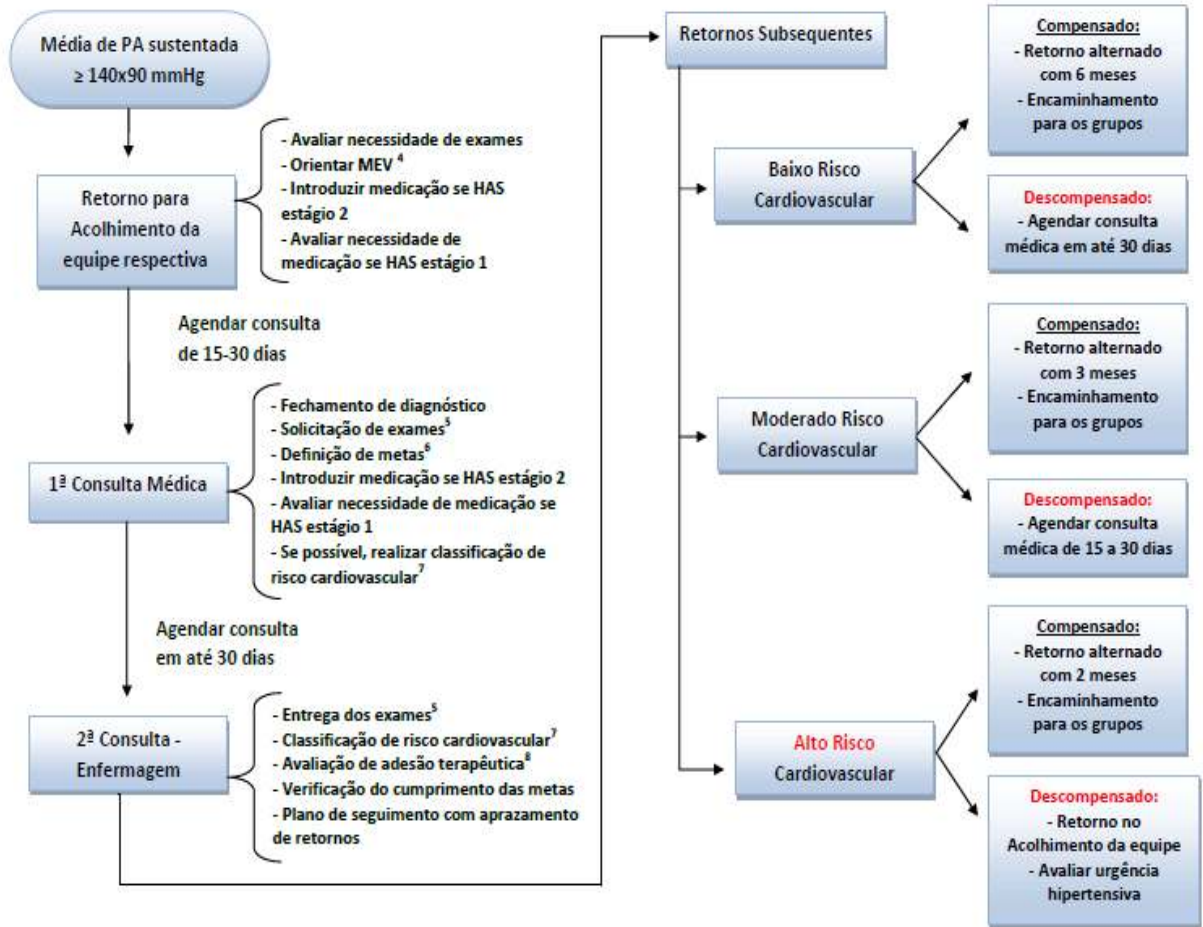 Média de PA sustentada
≥ 140x90 mmHg
Retorno para
Acolhimento da
equipe respectiva
- Avaliar necessidade de exames
- Orientar MEV ⁴
- Introduzir medicação se HAS
estágio 2
- Avaliar necessidade de
medicação se HAS estágio 1
Agendar consulta
de 15-30 dias
1ª Consulta Médica
- Fechamento de diagnóstico
- Solicitação de exames⁵
- Definição de metas⁶
- Introduzir medicação se HAS estágio 2
- Avaliar necessidade de medicação se
HAS estágio 1
- Se possível, realizar classificação de
risco cardiovascular⁷
Agendar consulta
em até 30 dias
2ª Consulta -
Enfermagem
- Entrega dos exames⁵
- Classificação de risco cardiovascular⁷
- Avaliação de adesão terapêutica⁸
- Verificação do cumprimento das metas
- Plano de seguimento com aprazamento
de retornos
Retornos Subsequentes
Baixo Risco
Cardiovascular
Compensado:
- Retorno alternado
com 6 meses
- Encaminhamento
para os grupos
Descompensado:
- Agendar consulta
médica em até 30 dias
Moderado Risco
Cardiovascular
Compensado:
- Retorno alternado
com 3 meses
- Encaminhamento
para os grupos
Descompensado:
- Agendar consulta
médica de 15 a 30 dias
Alto Risco
Cardiovascular
Compensado:
- Retorno alternado
com 2 meses
- Encaminhamento
para os grupos
Descompensado:
- Retorno no
Acolhimento da equipe
- Avaliar urgência
hipertensiva